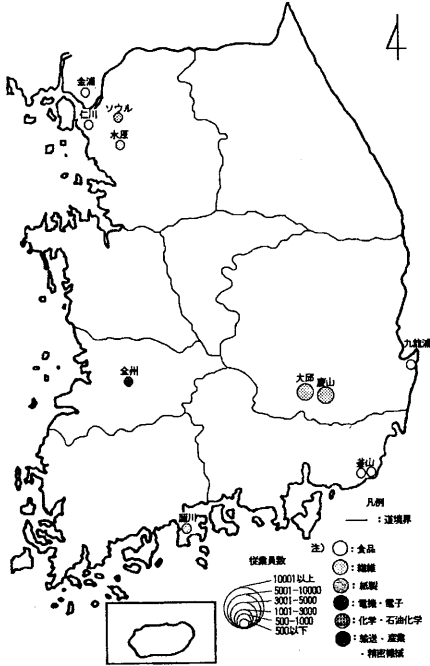 金浦
仁川
ソウル
水原
九龍浦
全州
大邱
慶山
釜山
麗川
凡例
:道境界
注)
:食品
:繊維
:紙製
:電機・電子
:化学・石油化学
:輸送・産業
・精密機械
従業員数
10001以上
5001-10000
3001-5000
1001-3000
500-1000
500以下